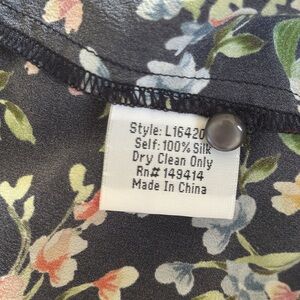 Style: L16420
Self: 100% Silk
Dry Clean Only
Rn# 149414
Made In China